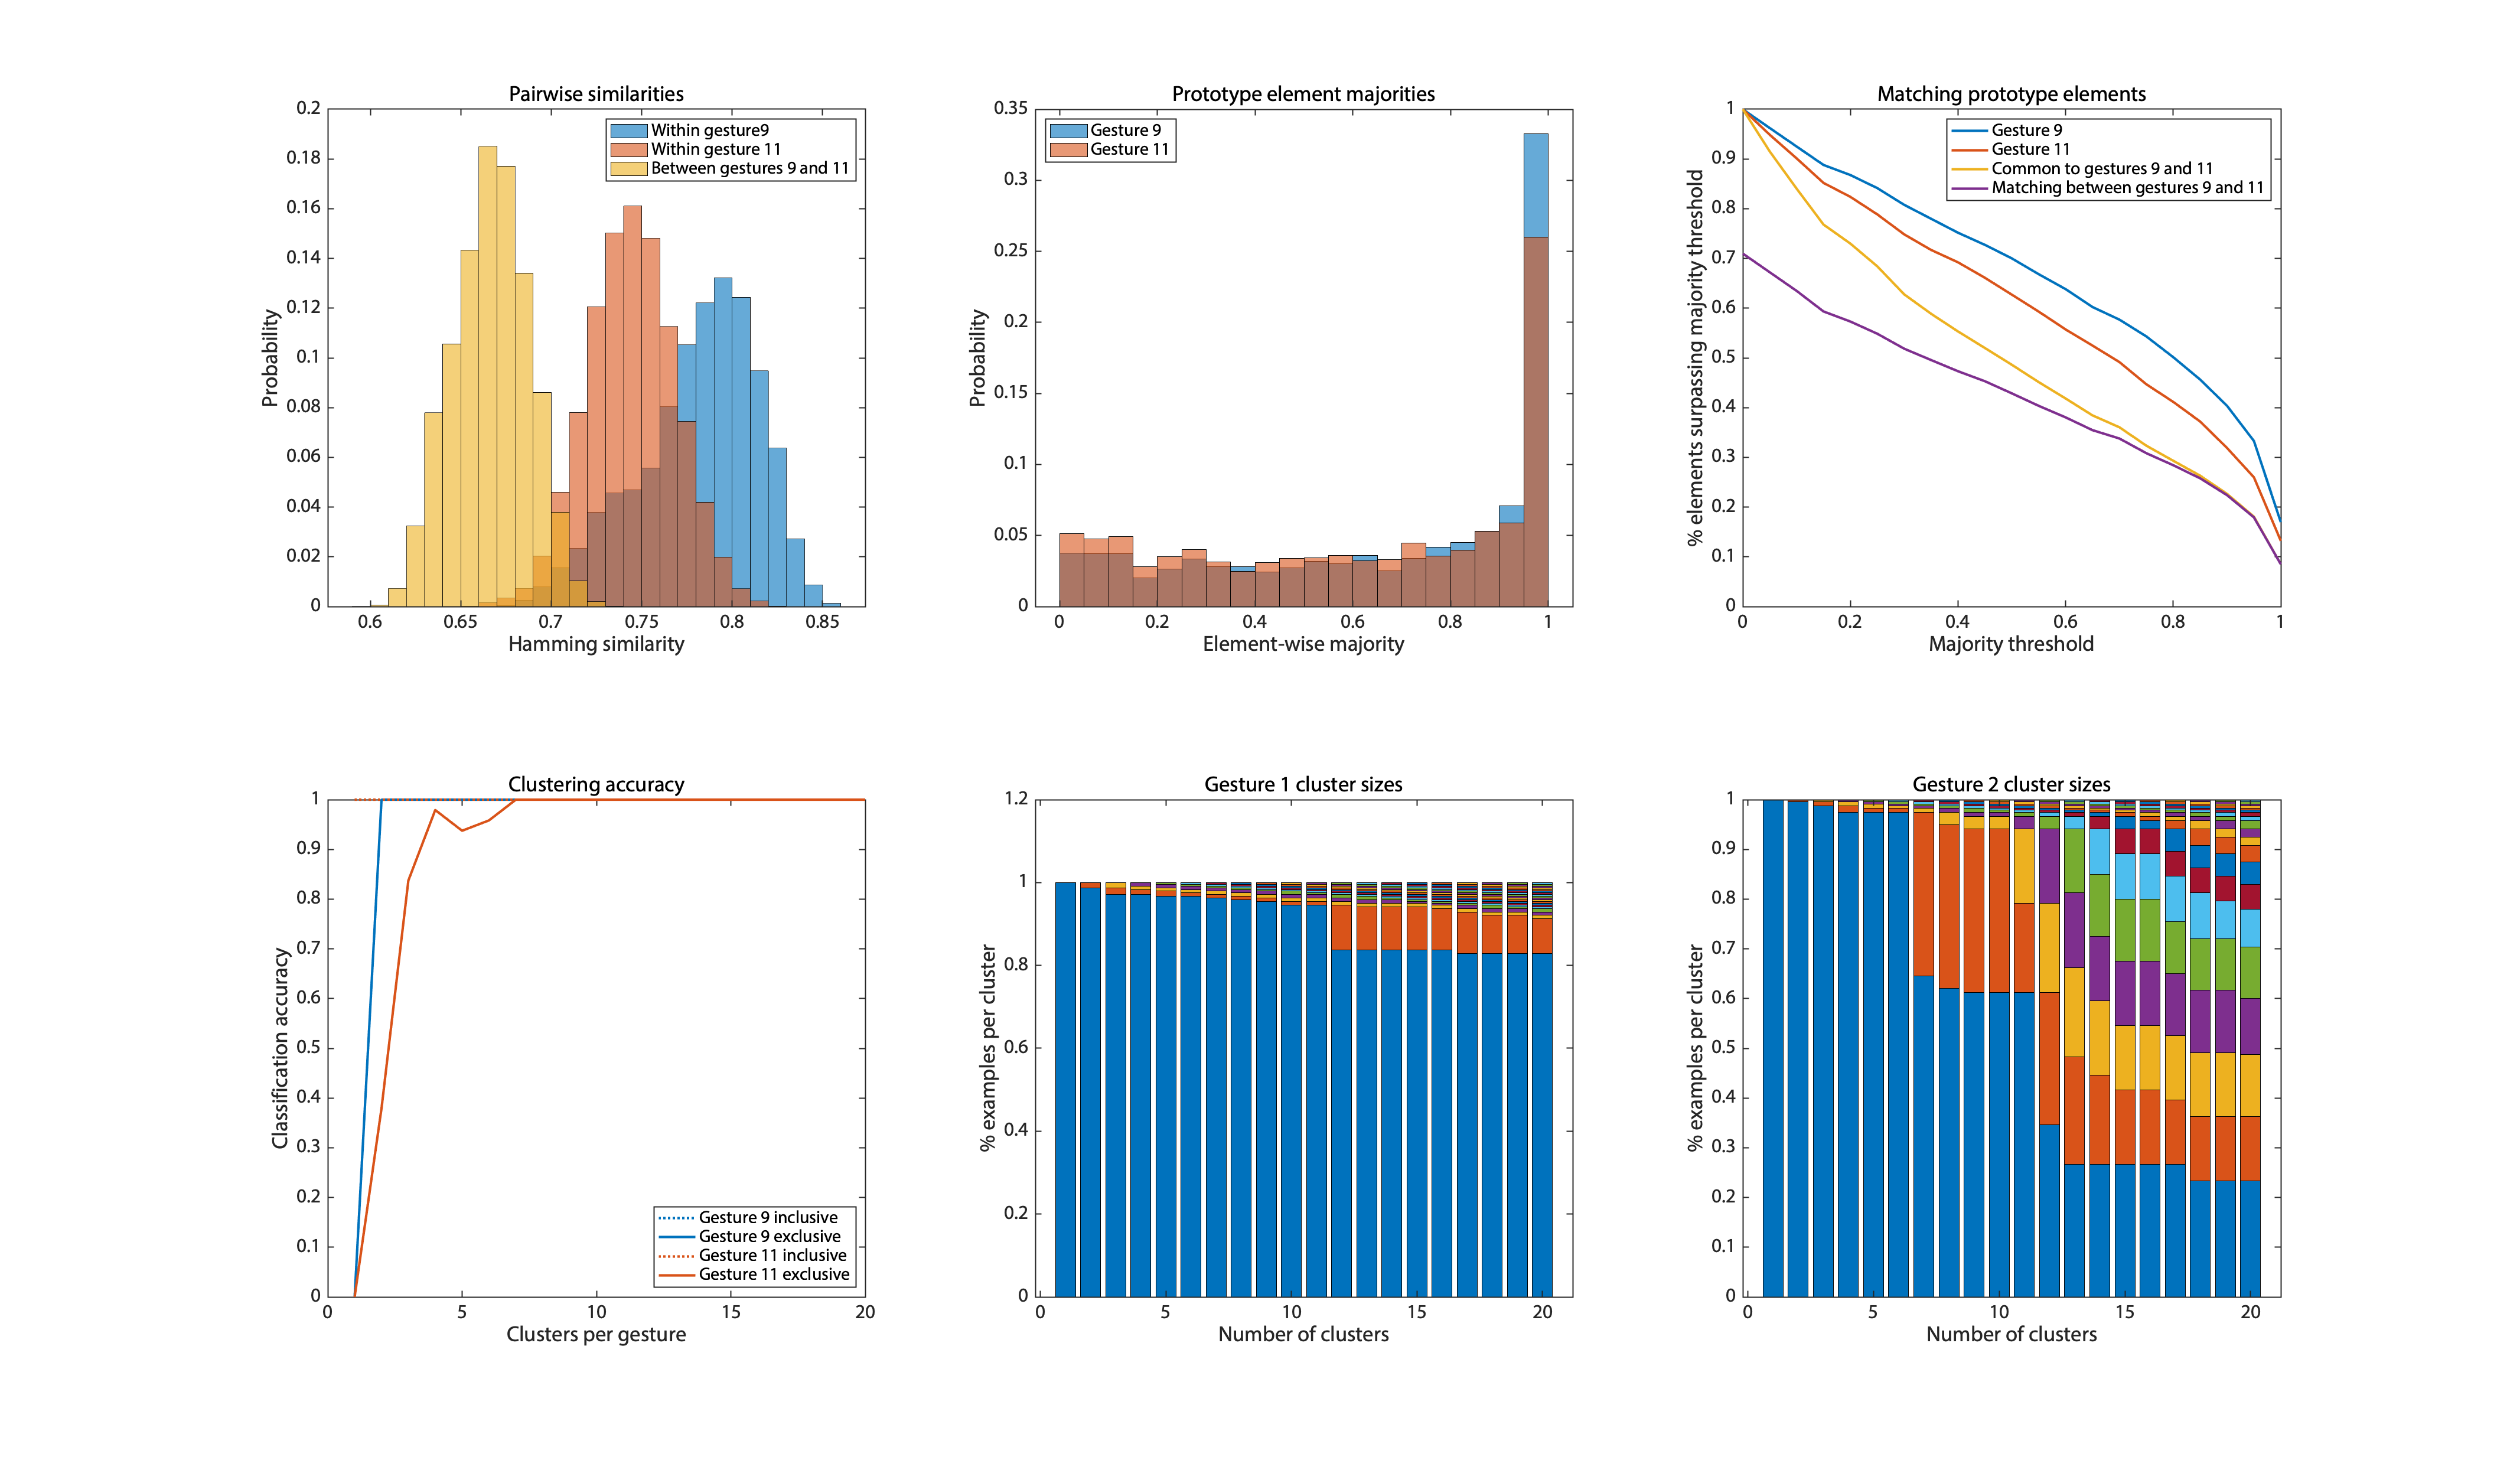 Pairwise similarities
0.2
0.18
0.16
0.14
0.12
0.1
0.08
0.06
0.04
0.02
0
Probability
Within gesture9
Within gesture 11
Between gestures 9 and 11
0.6 0.65 0.7 0.75 0.8 0.85
Hamming similarity
Prototype element majorities
0.35
0.3
0.25
0.2
0.15
0.1
0.05
0
Probability
Gesture 9
Gesture 11
0 0.2 0.4 0.6 0.8 1
Element-wise majority
Matching prototype elements
1
0.9
0.8
0.7
0.6
0.5
0.4
0.3
0.2
0.1
0
% elements surpassing majority threshold
Gesture 9
Gesture 11
Common to gestures 9 and 11
Matching between gestures 9 and 11
0 0.2 0.4 0.6 0.8 1
Majority threshold
Clustering accuracy
1
0.9
0.8
0.7
0.6
0.5
0.4
0.3
0.2
0.1
0
Classification accuracy
Gesture 9 inclusive
Gesture 9 exclusive
Gesture 11 inclusive
Gesture 11 exclusive
0 5 10 15 20
Clusters per gesture
Gesture 1 cluster sizes
1.2
1
0.8
0.6
0.4
0.2
0
% examples per cluster
0 5 10 15 20
Number of clusters
Gesture 2 cluster sizes
1
0.9
0.8
0.7
0.6
0.5
0.4
0.3
0.2
0.1
0
% examples per cluster
0 5 10 15 20
Number of clusters